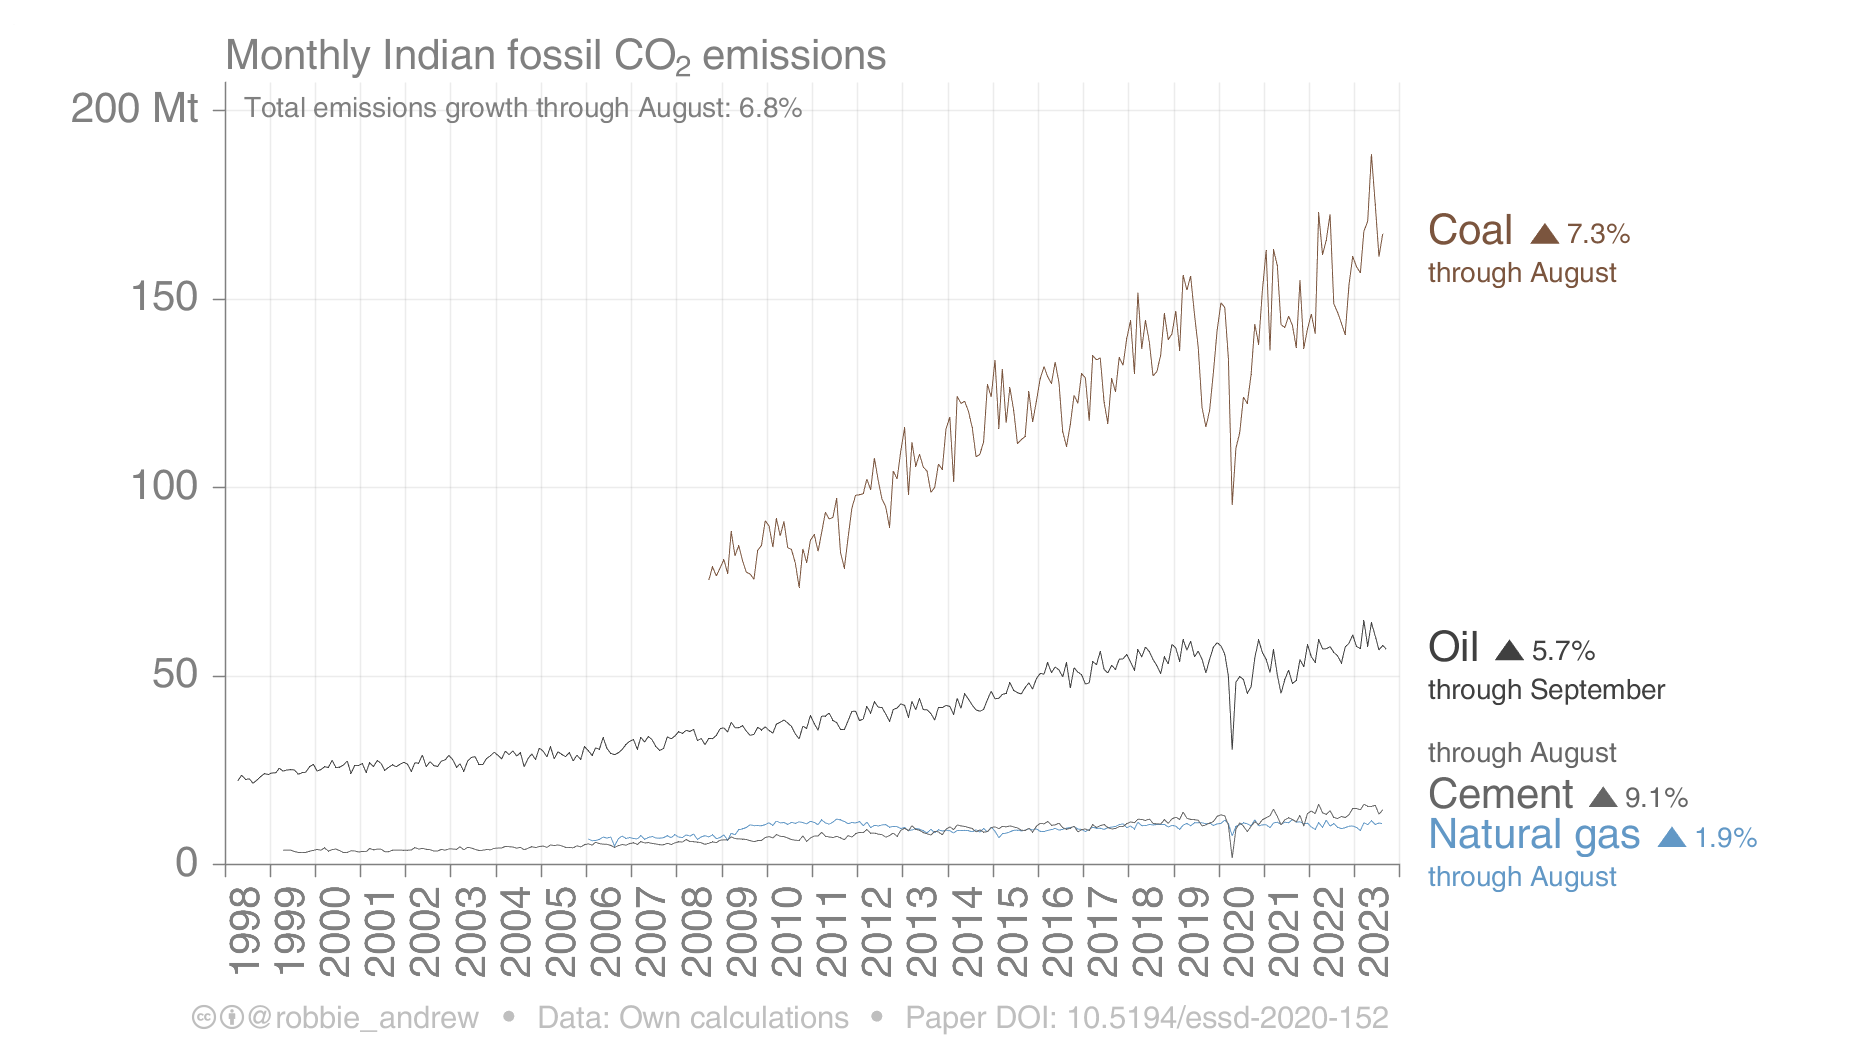 Monthly Indian fossil CO₂ emissions
Total emissions growth through August: 6.8%
200 Mt
150
100
50
0
Coal ▲ 7.3%
through August
Oil ▲ 5.7%
through September
through August
Cement ▲ 9.1%
Natural gas ▲ 1.9%
through August
1998
1999
2000
2001
2002
2003
2004
2005
2006
2007
2008
2009
2010
2011
2012
2013
2014
2015
2016
2017
2018
2019
2020
2021
2022
2023
@robbie_andrew • Data: Own calculations • Paper DOI: 10.5194/essd-2020-152